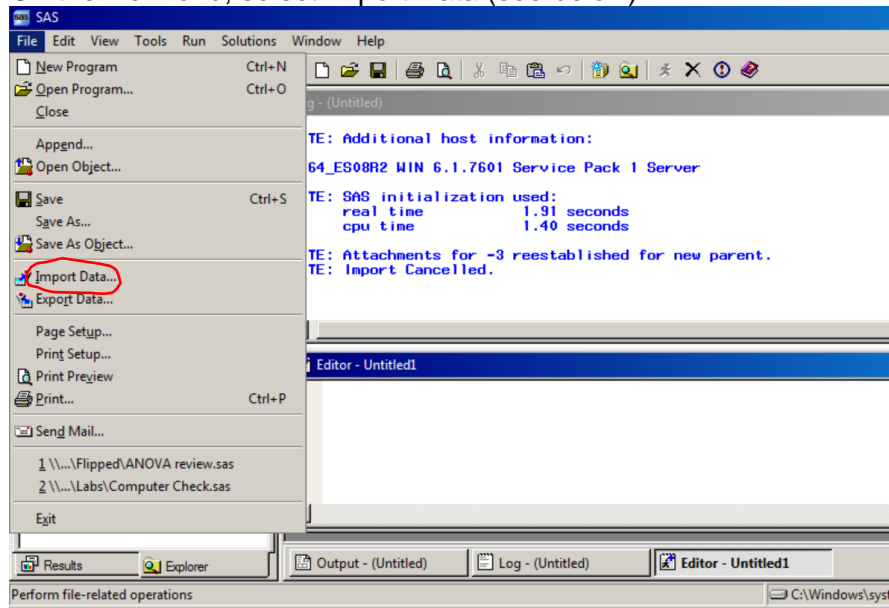 SAS
File Edit View Tools Run Solutions Window Help
New Program Ctrl+N
Open Program... Ctrl+O
Close
Append...
Open Object...
Save Ctrl+S
Save As...
Save As Object...
Import Data...
Export Data...
Page Setup...
Print Setup...
Print Preview
Print... Ctrl+P
Send Mail...
1 \\...\Flipped\ANOVA review.sas
2 \\...\Labs\Computer Check.sas
Exit
g - (Untitled)
TE: Additional host information:
64_ES08R2 WIN 6.1.7601 Service Pack 1 Server
TE: SAS initialization used:
real time 1.91 seconds
cpu time 1.40 seconds
TE: Attachments for -3 reestablished for new parent.
TE: Import Cancelled.
Editor - Untitled1
Results Explorer
Output - (Untitled) Log - (Untitled) Editor - Untitled1
Perform file-related operations C:\Windows\syst